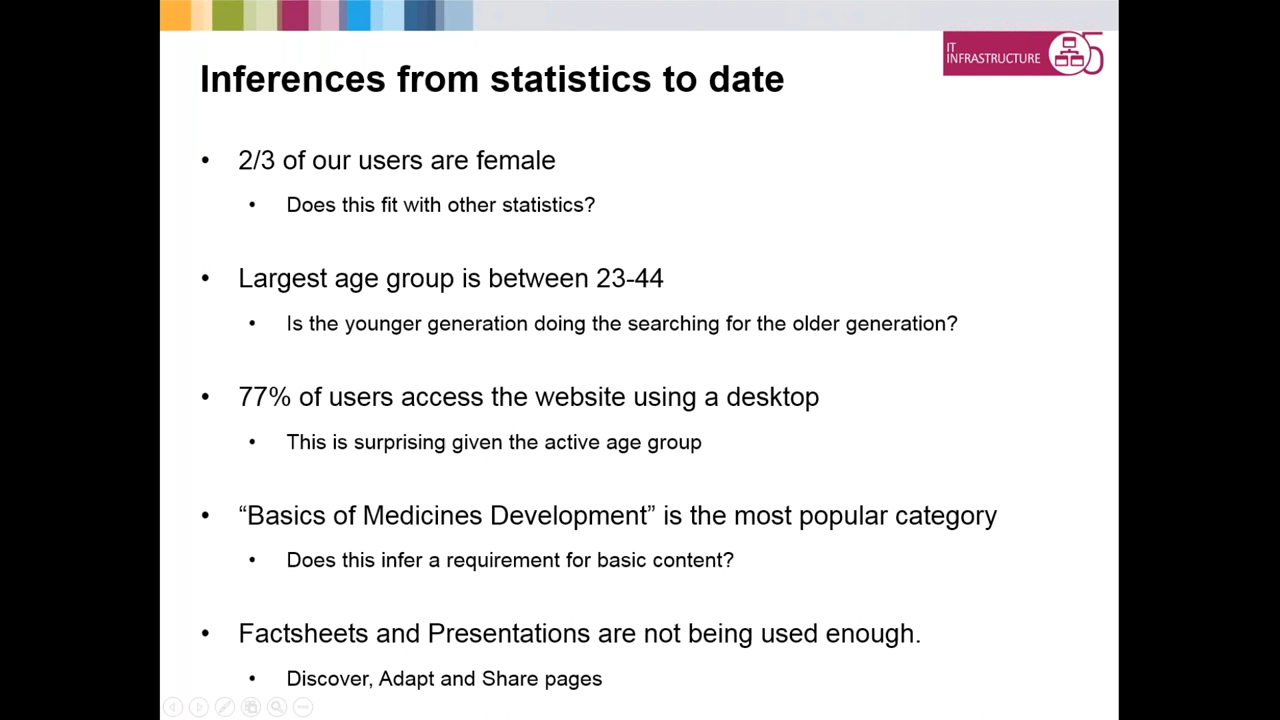 IT
INFRASTRUCTURE
5
Inferences from statistics to date
• 2/3 of our users are female
• Does this fit with other statistics?
• Largest age group is between 23-44
• Is the younger generation doing the searching for the older generation?
• 77% of users access the website using a desktop
• This is surprising given the active age group
• “Basics of Medicines Development” is the most popular category
• Does this infer a requirement for basic content?
• Factsheets and Presentations are not being used enough.
• Discover, Adapt and Share pages